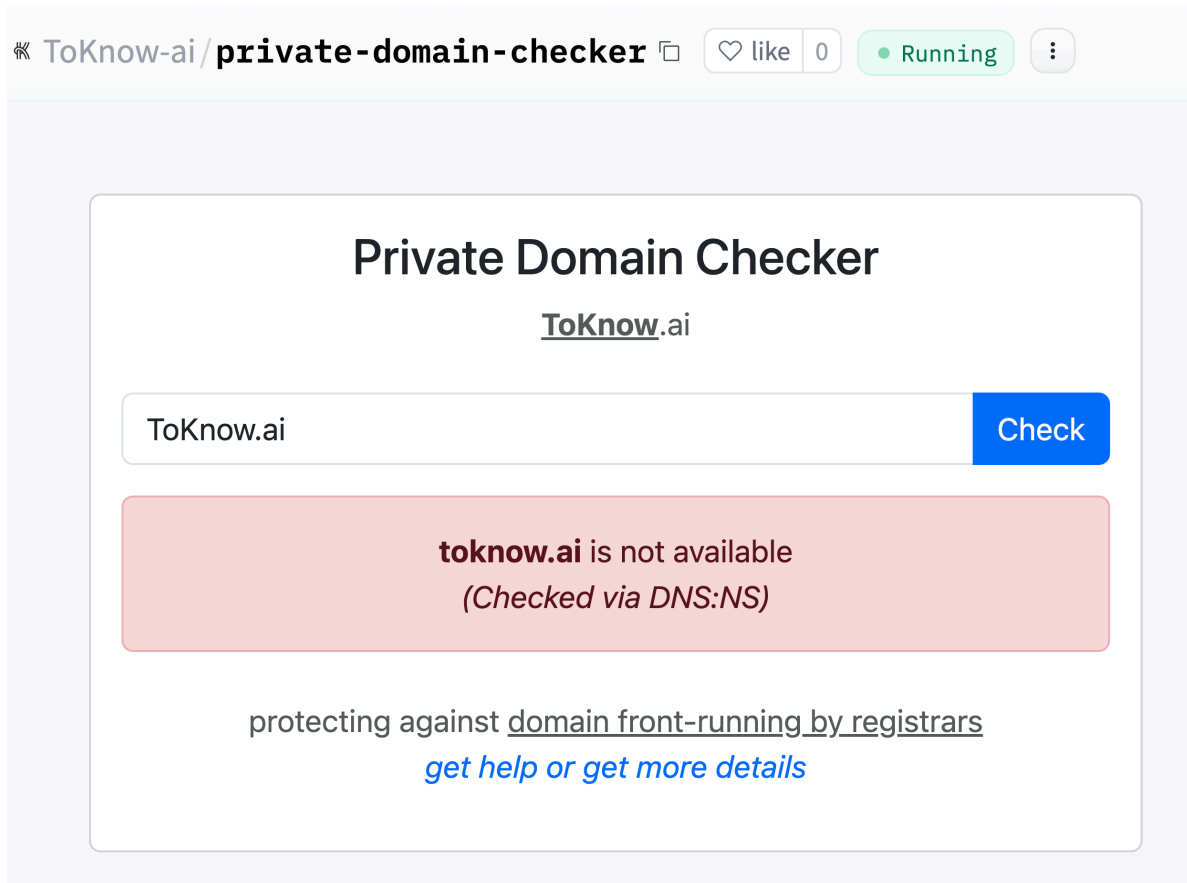 ToKnow-ai/private-domain-checker like 0 Running
Private Domain Checker
ToKnow.ai
ToKnow.ai Check
toknow.ai is not available
(Checked via DNS:NS)
protecting against domain front-running by registrars
get help or get more details